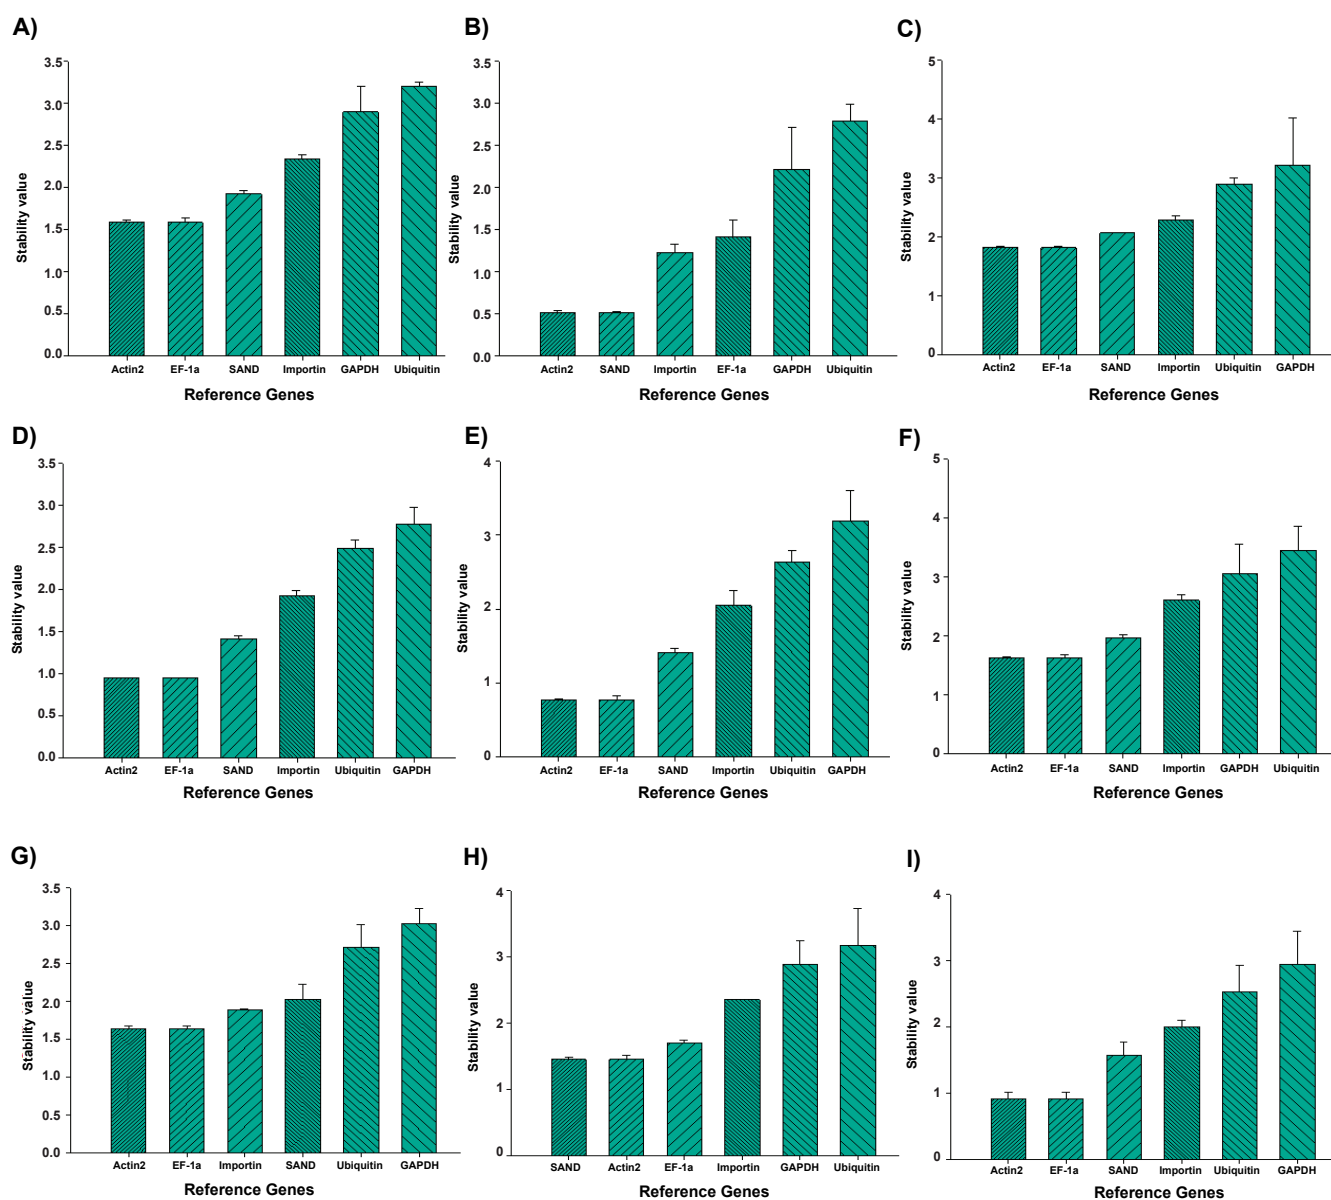 A)
3.5
3.0
2.5
2.0
1.5
1.0
0.5
0.0
Stability value
Actin2 EF-1a SAND Importin GAPDH Ubiquitin
Reference Genes
B)
3.5
3.0
2.5
2.0
1.5
1.0
0.5
0.0
Stability value
Actin2 SAND Importin EF-1a GAPDH Ubiquitin
Reference Genes
C)
5
4
3
2
1
0
Stability value
Actin2 EF-1a SAND Importin Ubiquitin GAPDH
Reference Genes
D)
3.5
3.0
2.5
2.0
1.5
1.0
0.5
0.0
Stability value
Actin2 EF-1a SAND Importin Ubiquitin GAPDH
Reference Genes
E)
4
3
2
1
0
Stability value
Actin2 EF-1a SAND Importin Ubiquitin GAPDH
Reference Genes
F)
5
4
3
2
1
0
Stability value
Actin2 EF-1a SAND Importin GAPDH Ubiquitin
Reference Genes
G)
3.5
3.0
2.5
2.0
1.5
1.0
0.5
0.0
Stability value
Actin2 EF-1a Importin SAND Ubiquitin GAPDH
Reference Genes
H)
4
3
2
1
0
Stability value
SAND Actin2 EF-1a Importin GAPDH Ubiquitin
Reference Genes
I)
4
3
2
1
0
Stability value
Actin2 EF-1a SAND Importin Ubiquitin GAPDH
Reference Genes